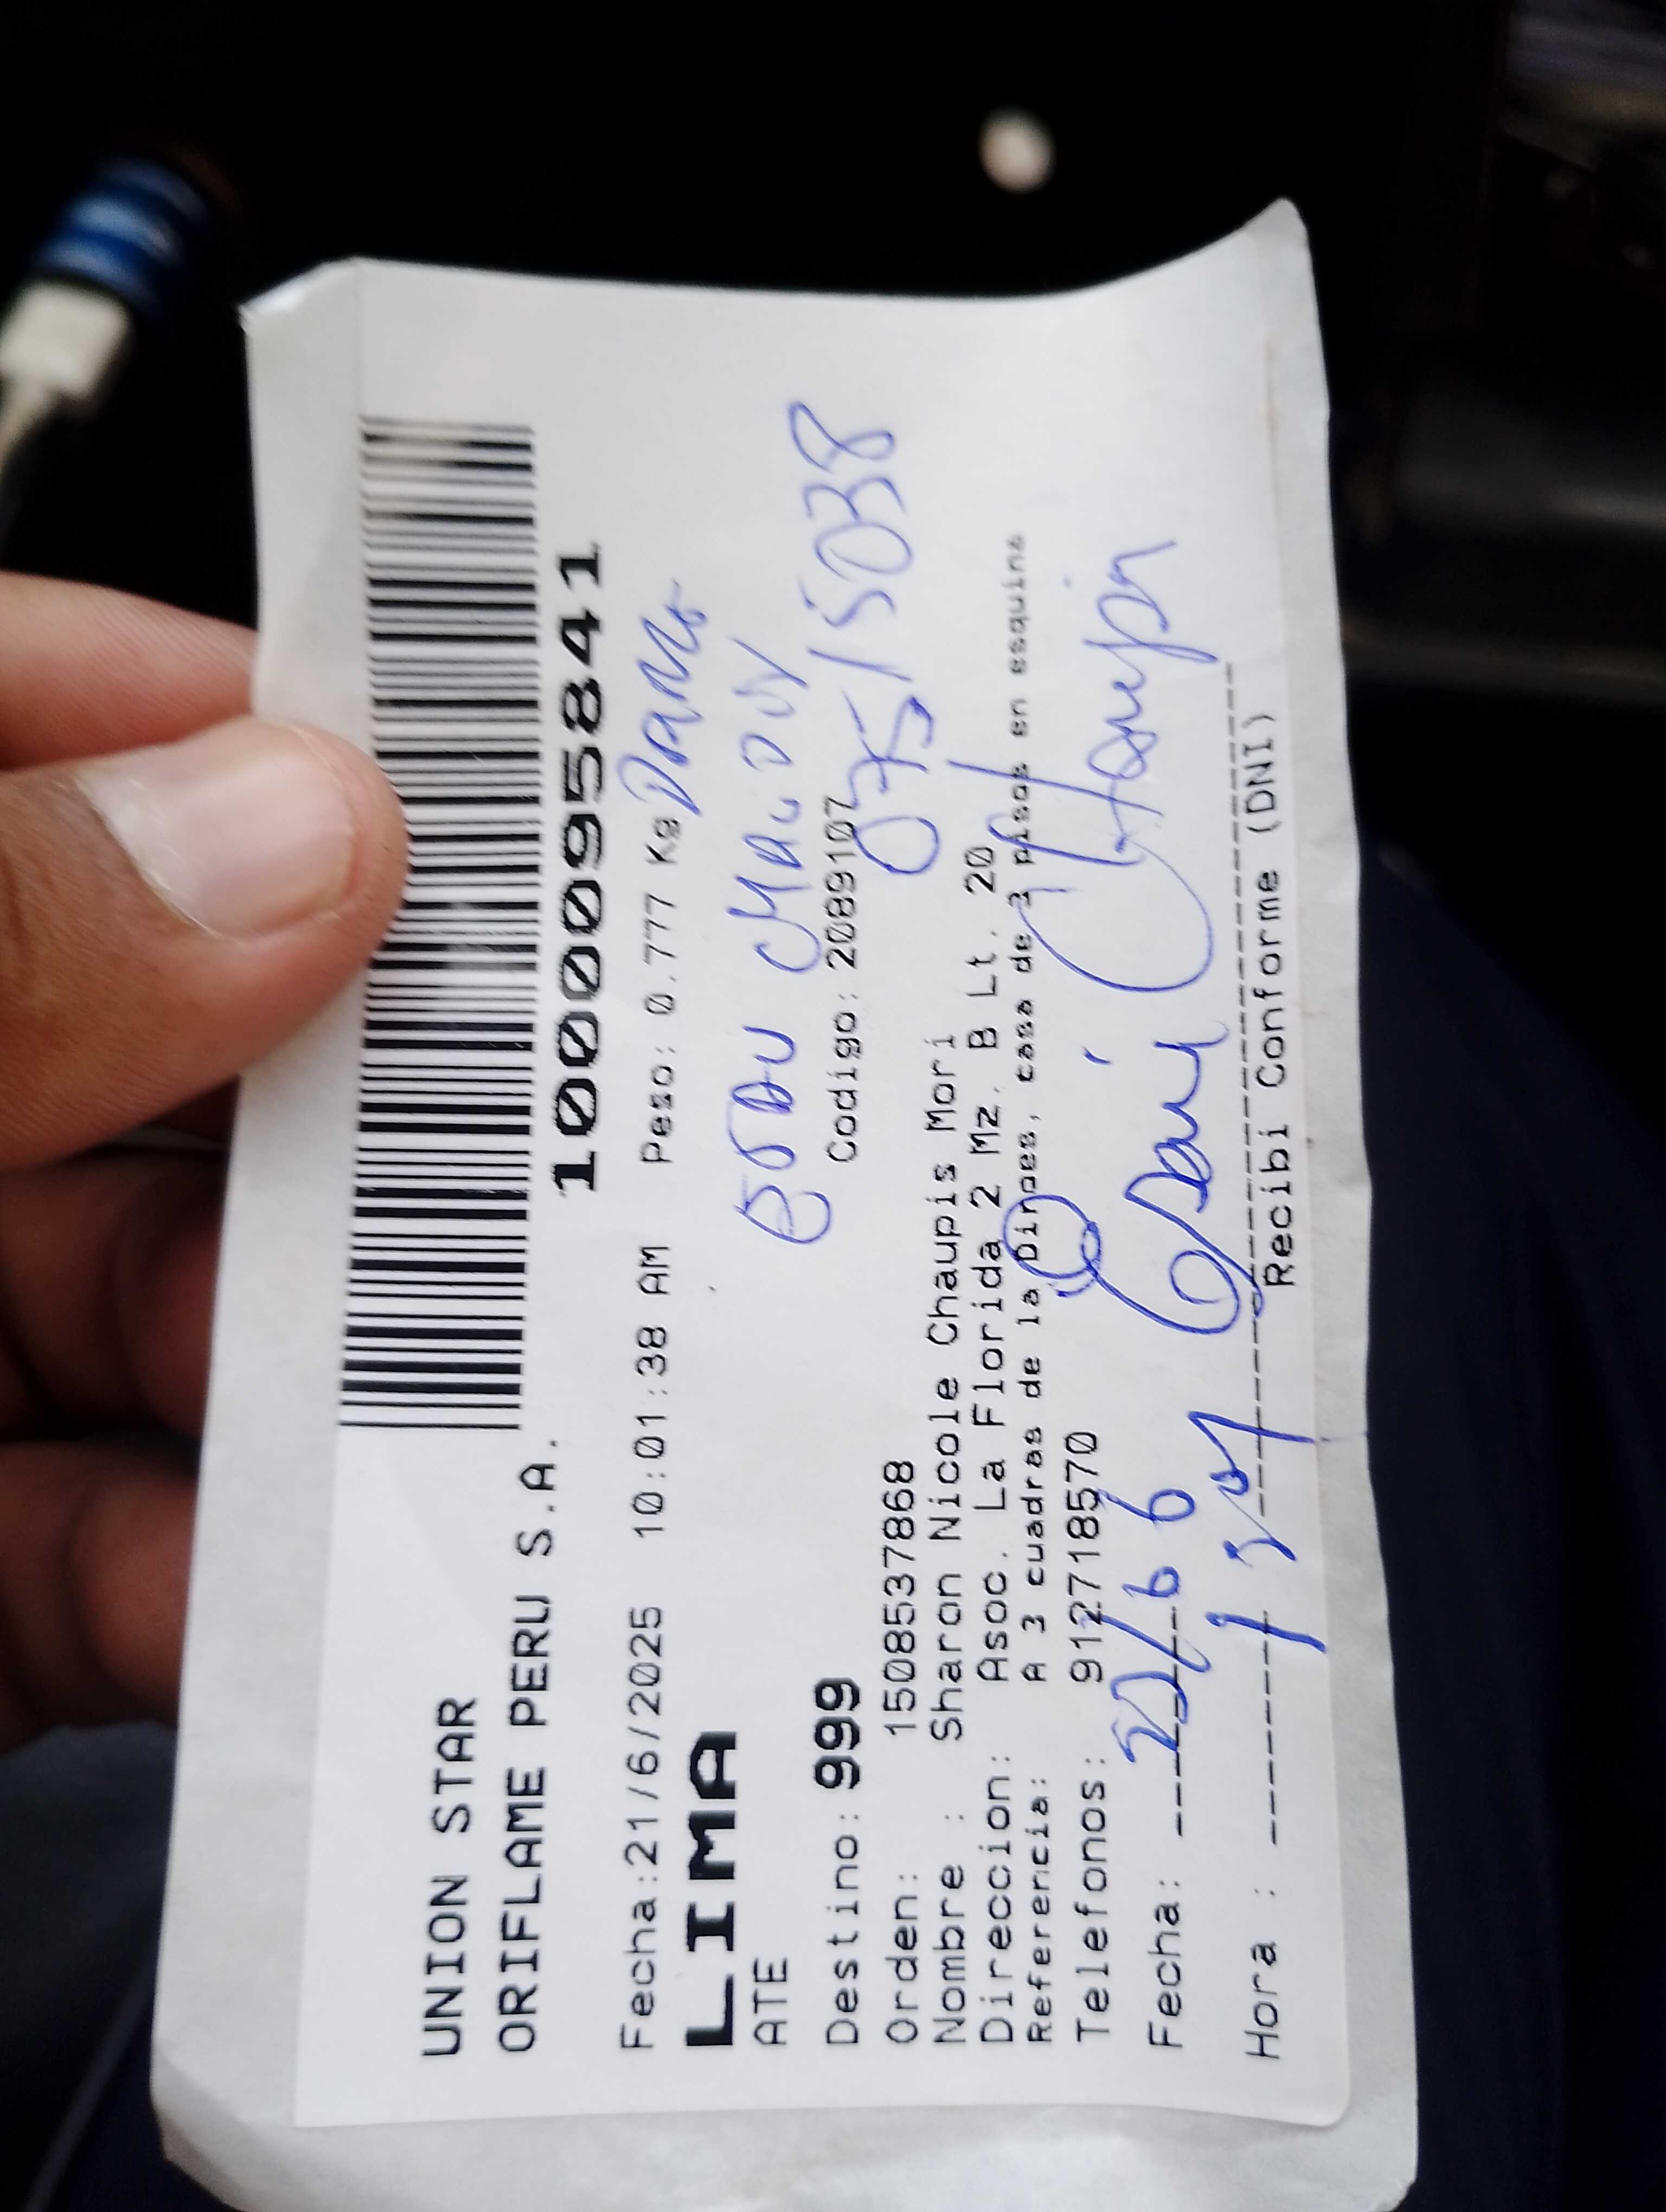 UNION STAR
ORIFLAME PERU S.A.
1000095841
Fecha:21/6/2025 10:01:38 AM Peso: 0.777 Kg
LIMA
ATE
Destino: 999 Codigo: 2089107
07515038
Orden: 1508537868
Nombre : Sharon Nicole Chaupis Mori
Direccion: Asoc. La Florida 2 Mz. B Lt. 20
Referencia: A 3 cuadras de la Dinoes, casa de 3 pisos en esquina
Telefonos: 912718570
Fecha:
Hora :
Recibi Conforme (DNI)